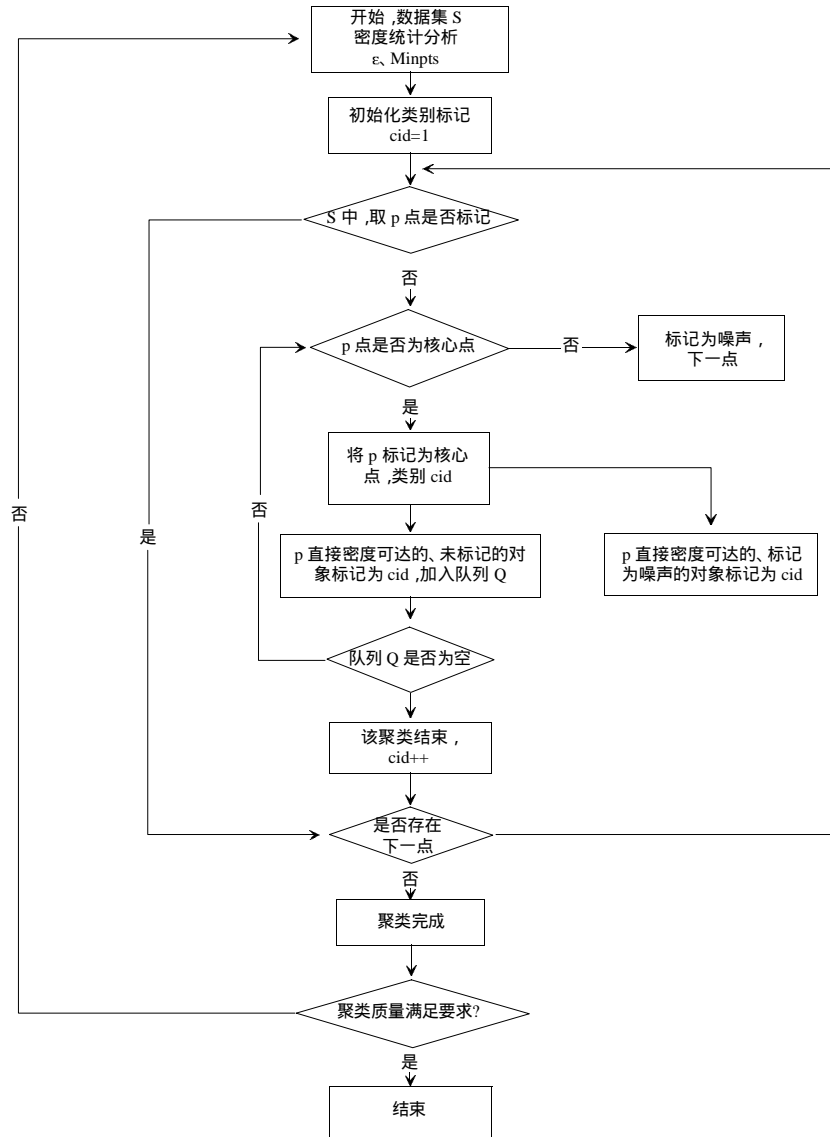 开始,数据集 S
密度统计分析
ε、Minpts
初始化类别标记
cid=1
S 中,取 p 点是否标记
否
p 点是否为核心点
否
标记为噪声,
下一点
是
将 p 标记为核心
点,类别 cid
否
否
是
p 直接密度可达的、未标记的对
象标记为 cid,加入队列 Q
p 直接密度可达的、标记
为噪声的对象标记为 cid
队列 Q 是否为空
该聚类结束,
cid++
是否存在
下一点
否
聚类完成
聚类质量满足要求?
是
结束